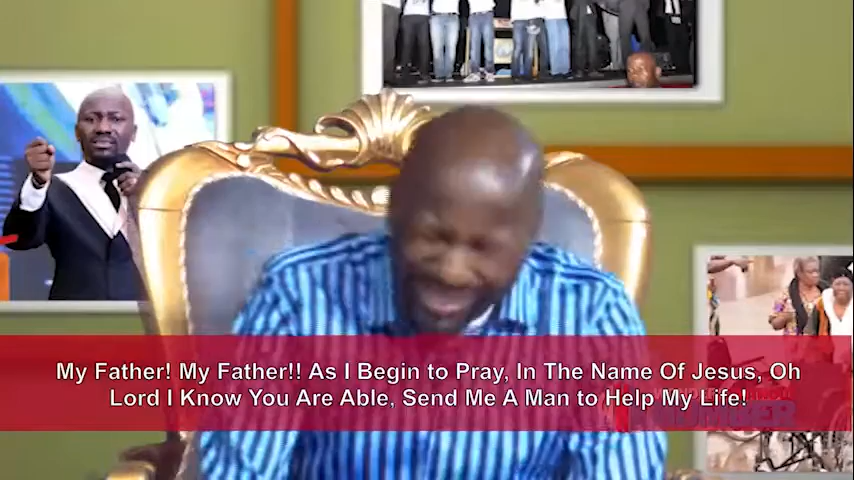 My Father! My Father!! As I Begin to Pray, In The Name Of Jesus, Oh
Lord I Know You Are Able, Send Me A Man to Help My Life!